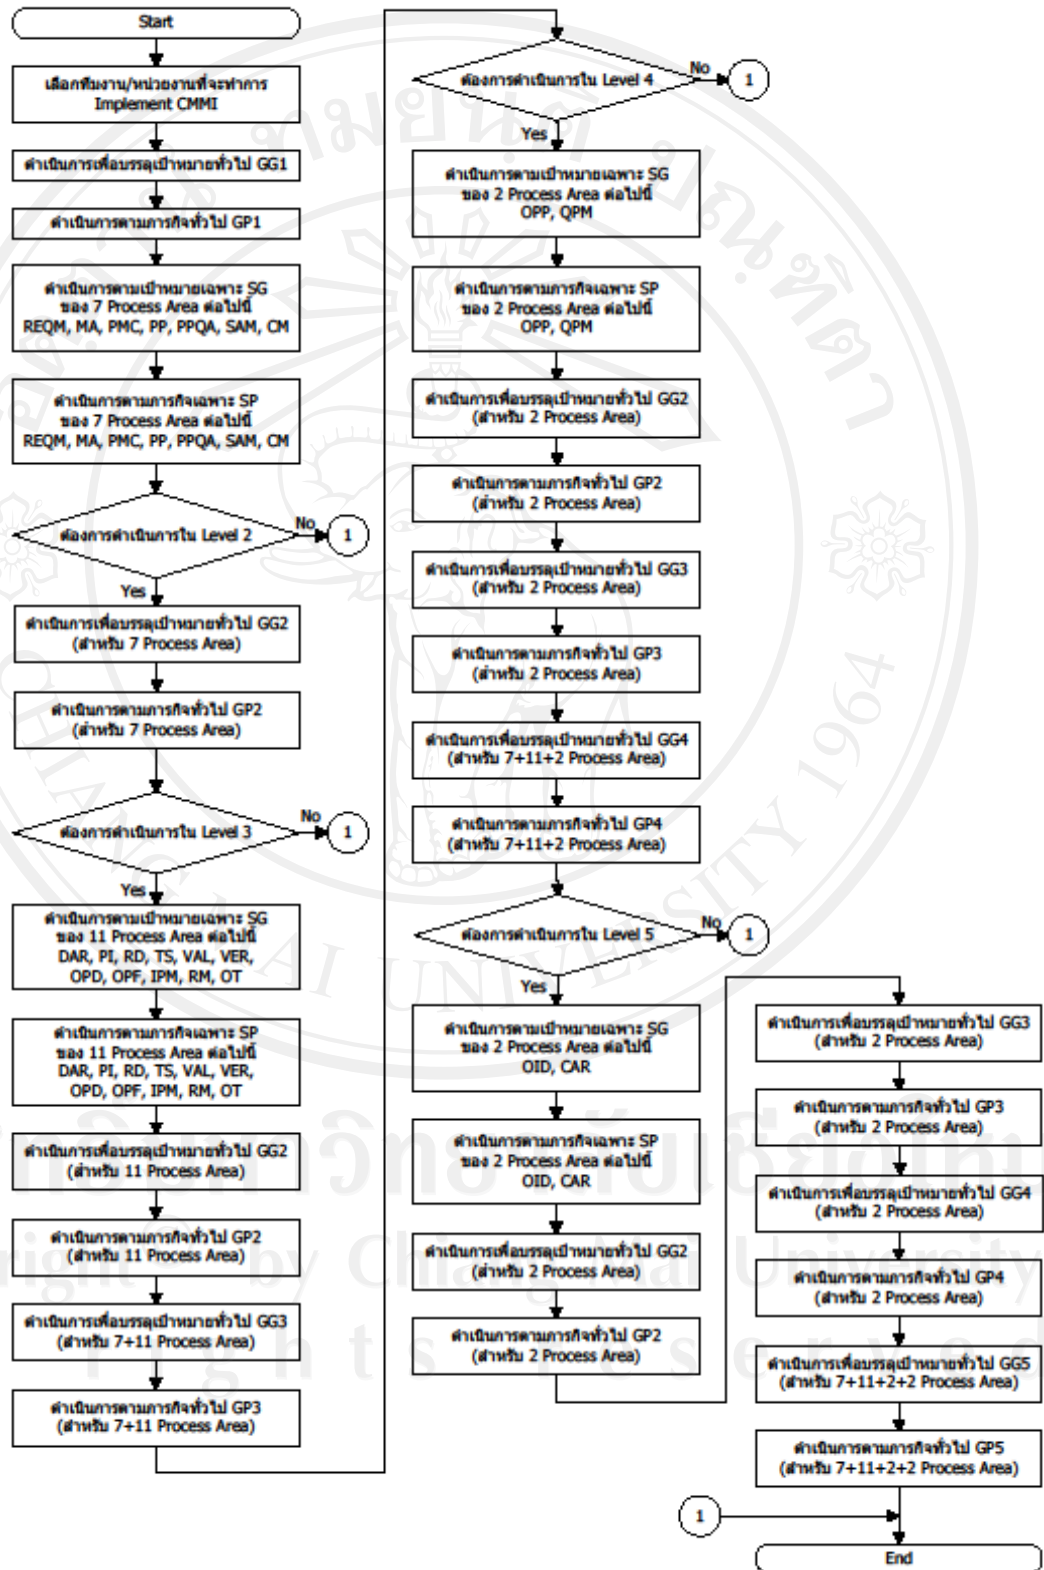 Start
เลือกทีมงาน/หน่วยงานที่จะทำการ
Implement CMMI
ดำเนินการเพื่อบรรลุเป้าหมายทั่วไป GG1
ดำเนินการตามภารกิจทั่วไป GP1
ดำเนินการตามเป้าหมายเฉพาะ SG
ของ 7 Process Area ต่อไปนี้
REQM, MA, PMC, PP, PPQA, SAM, CM
ดำเนินการตามภารกิจเฉพาะ SP
ของ 7 Process Area ต่อไปนี้
REQM, MA, PMC, PP, PPQA, SAM, CM
ต้องการดำเนินการใน Level 2
No
1
Yes
ดำเนินการเพื่อบรรลุเป้าหมายทั่วไป GG2
(สำหรับ 7 Process Area)
ดำเนินการตามภารกิจทั่วไป GP2
(สำหรับ 7 Process Area)
ต้องการดำเนินการใน Level 3
No
1
Yes
ดำเนินการตามเป้าหมายเฉพาะ SG
ของ 11 Process Area ต่อไปนี้
DAR, PI, RD, TS, VAL, VER,
OPD, OPF, IPM, RM, OT
ดำเนินการตามภารกิจเฉพาะ SP
ของ 11 Process Area ต่อไปนี้
DAR, PI, RD, TS, VAL, VER,
OPD, OPF, IPM, RM, OT
ดำเนินการเพื่อบรรลุเป้าหมายทั่วไป GG2
(สำหรับ 11 Process Area)
ดำเนินการตามภารกิจทั่วไป GP2
(สำหรับ 11 Process Area)
ดำเนินการเพื่อบรรลุเป้าหมายทั่วไป GG3
(สำหรับ 7+11 Process Area)
ดำเนินการตามภารกิจทั่วไป GP3
(สำหรับ 7+11 Process Area)
ต้องการดำเนินการใน Level 4
No
1
Yes
ดำเนินการตามเป้าหมายเฉพาะ SG
ของ 2 Process Area ต่อไปนี้
OPP, QPM
ดำเนินการตามภารกิจเฉพาะ SP
ของ 2 Process Area ต่อไปนี้
OPP, QPM
ดำเนินการเพื่อบรรลุเป้าหมายทั่วไป GG2
(สำหรับ 2 Process Area)
ดำเนินการตามภารกิจทั่วไป GP2
(สำหรับ 2 Process Area)
ดำเนินการเพื่อบรรลุเป้าหมายทั่วไป GG3
(สำหรับ 2 Process Area)
ดำเนินการตามภารกิจทั่วไป GP3
(สำหรับ 2 Process Area)
ดำเนินการเพื่อบรรลุเป้าหมายทั่วไป GG4
(สำหรับ 7+11+2 Process Area)
ดำเนินการตามภารกิจทั่วไป GP4
(สำหรับ 7+11+2 Process Area)
ต้องการดำเนินการใน Level 5
No
1
Yes
ดำเนินการตามเป้าหมายเฉพาะ SG
ของ 2 Process Area ต่อไปนี้
OID, CAR
ดำเนินการตามภารกิจเฉพาะ SP
ของ 2 Process Area ต่อไปนี้
OID, CAR
ดำเนินการเพื่อบรรลุเป้าหมายทั่วไป GG2
(สำหรับ 2 Process Area)
ดำเนินการตามภารกิจทั่วไป GP2
(สำหรับ 2 Process Area)
ดำเนินการเพื่อบรรลุเป้าหมายทั่วไป GG3
(สำหรับ 2 Process Area)
ดำเนินการตามภารกิจทั่วไป GP3
(สำหรับ 2 Process Area)
ดำเนินการเพื่อบรรลุเป้าหมายทั่วไป GG4
(สำหรับ 2 Process Area)
ดำเนินการตามภารกิจทั่วไป GP4
(สำหรับ 2 Process Area)
ดำเนินการเพื่อบรรลุเป้าหมายทั่วไป GG5
(สำหรับ 7+11+2+2 Process Area)
ดำเนินการตามภารกิจทั่วไป GP5
(สำหรับ 7+11+2+2 Process Area)
1
End
CHIANG MAI UNIVERSITY 1964
right © by Chiang Mai University
rights reserved